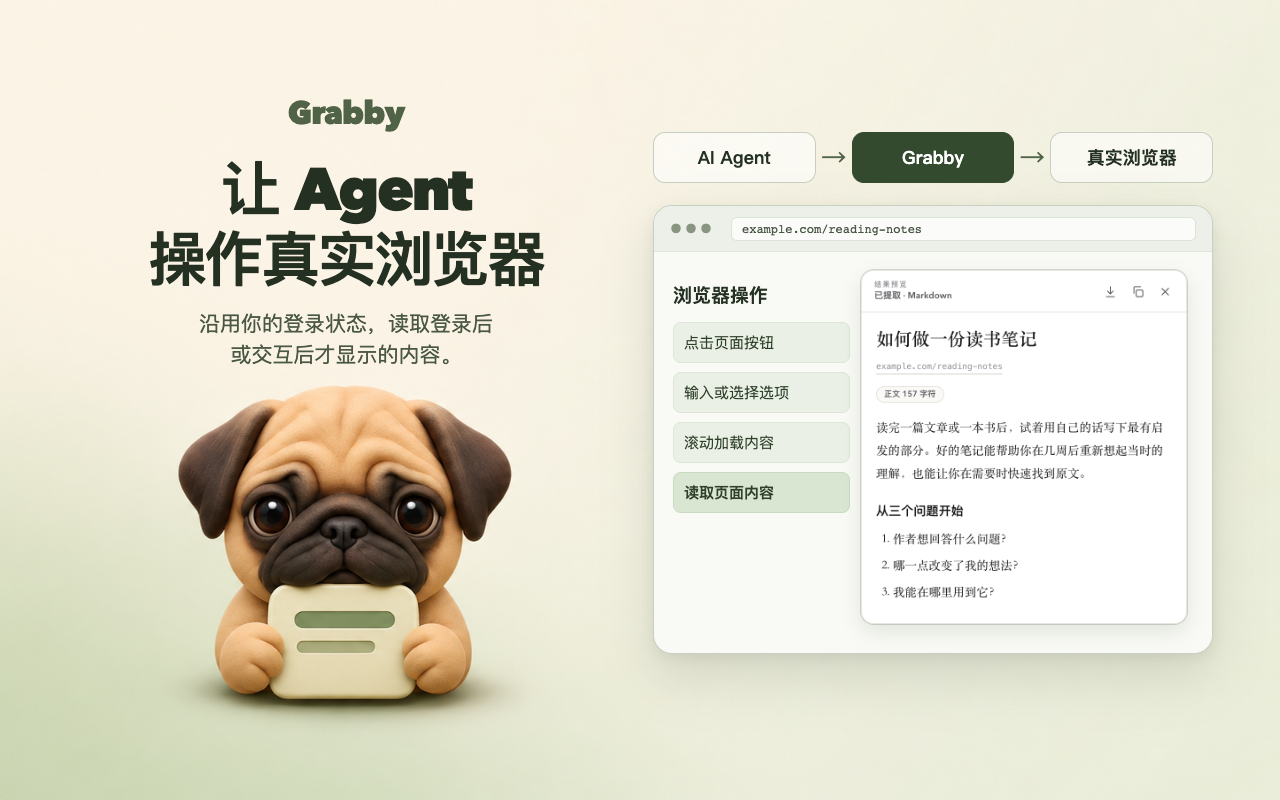 Grabby
让 Agent
操作真实浏览器
沿用你的登录状态，读取登录后
或交互后才显示的内容。
AI Agent → Grabby → 真实浏览器
example.com/reading-notes
浏览器操作
点击页面按钮
输入或选择选项
滚动加载内容
读取页面内容
结果预览
已提取 · Markdown
如何做一份读书笔记
example.com/reading-notes
正文 157 字符
读完一篇文章或一本书后，试着用自己的话写下最有启
发的部分。好的笔记能帮助你在几周后重新想起当时的
理解，也能让你在需要时快速找到原文。
从三个问题开始
1. 作者想回答什么问题?
2. 哪一点改变了我的想法?
3. 我能在哪里用到它?